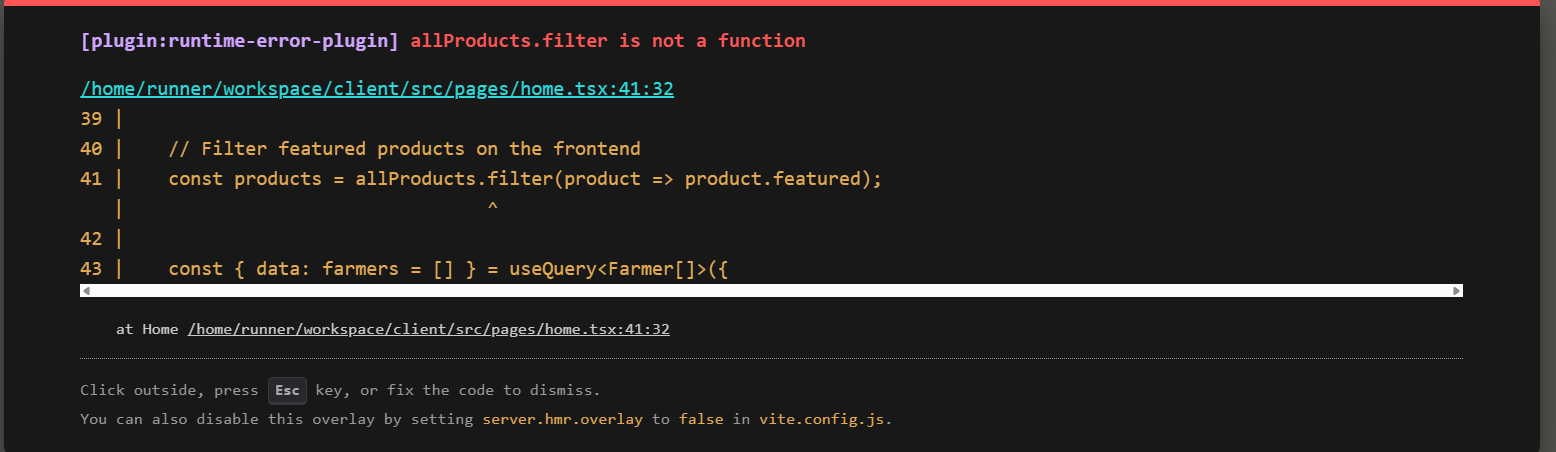 [plugin:runtime-error-plugin] allProducts.filter is not a function
/home/runner/workspace/client/src/pages/home.tsx:41:32
39 |
40 |    // Filter featured products on the frontend
41 |    const products = allProducts.filter(product => product.featured);
   |                                 ^
42 |
43 |    const { data: farmers = [] } = useQuery<Farmer[]>({
at Home /home/runner/workspace/client/src/pages/home.tsx:41:32
Click outside, press Esc key, or fix the code to dismiss.
You can also disable this overlay by setting server.hmr.overlay to false in vite.config.js.